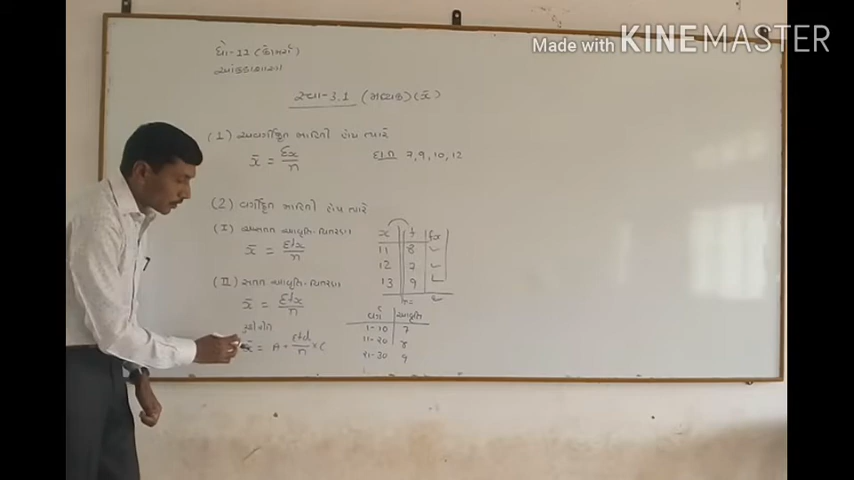 Made with KINEMASTER
ધો-11 (કોમર્સ)
આંકડાશાસ્ત્ર
સ્વા-3.1 (મધ્યક) (x̄)
(1) અવર્ગીકૃત માહિતી હોય ત્યારે
x̄ = Σx/n
દા.ત 7, 9, 10, 12
(2) વર્ગીકૃત માહિતી હોય ત્યારે
(I) અસતત આવૃત્તિ-વિતરણ
x̄ = Σfx/n
x f fx
11 8
12 7
13 9
n=
(II) સતત આવૃત્તિ-વિતરણ
x̄ = Σfx/n
વર્ગ આવૃત્તિ
1-10 7
11-20 8
21-30 9
x̄ = A + Σfd/n × C